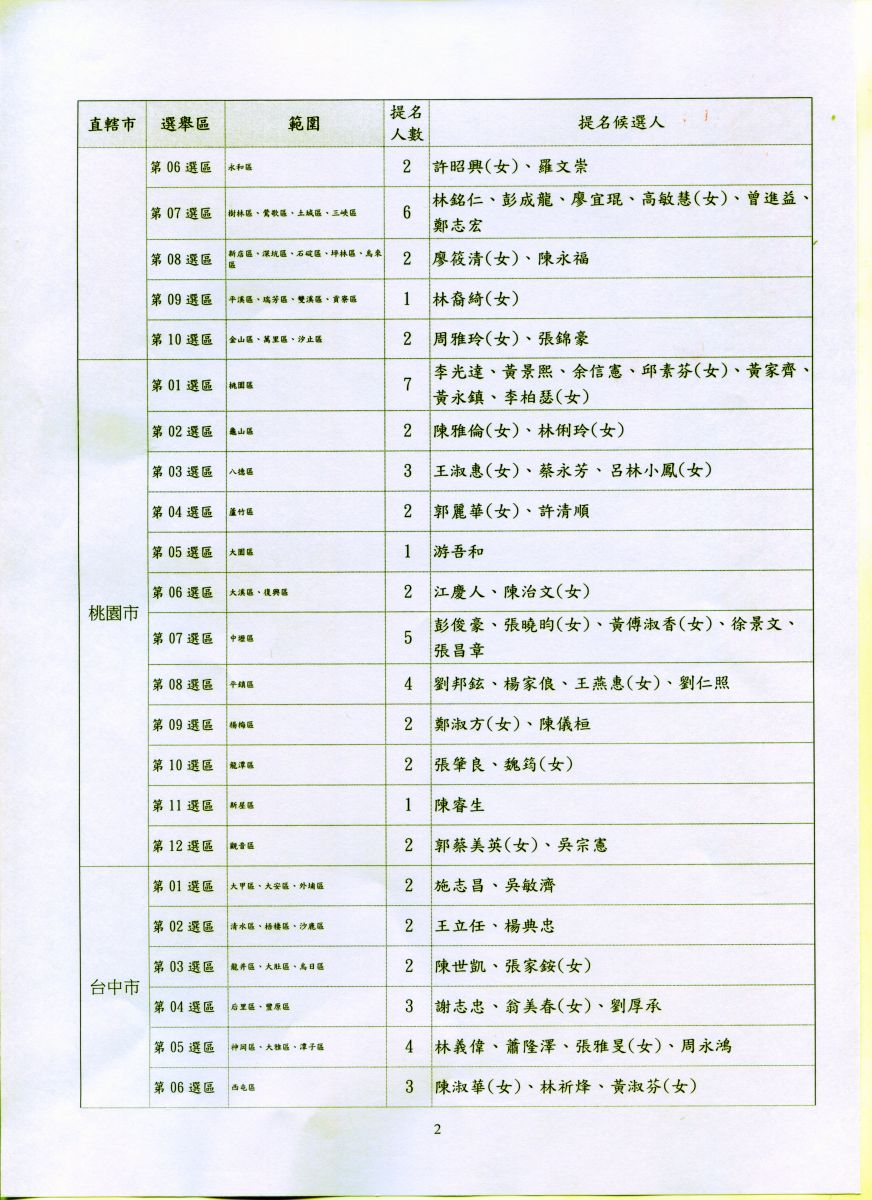 直轄市 選舉區 範圍 提名人數 提名候選人
第 06 選區 永和區 2 許昭興(女)、羅文崇
第 07 選區 樹林區、鶯歌區、土城區、三峽區 6 林銘仁、彭成龍、廖宜琨、高敏慧(女)、曾進益、
鄭志宏
第 08 選區 新店區、深坑區、石碇區、坪林區、烏來 2 廖筱清(女)、陳永福
區
第 09 選區 平溪區、瑞芳區、雙溪區、貢寮區 1 林裔綺(女)
第 10 選區 金山區、萬里區、汐止區 2 周雅玲(女)、張錦豪
桃園市
第 01 選區 桃園區 7 李光達、黃景熙、余信憲、邱素芬(女)、黃家齊、
黃永鎮、李柏瑟(女)
第 02 選區 龜山區 2 陳雅倫(女)、林俐玲(女)
第 03 選區 八德區 3 王淑惠(女)、蔡永芳、呂林小鳳(女)
第 04 選區 蘆竹區 2 郭麗華(女)、許清順
第 05 選區 大園區 1 游吾和
第 06 選區 大溪區、復興區 2 江慶人、陳治文(女)
第 07 選區 中壢區 5 彭俊豪、張曉昀(女)、黃傅淑香(女)、徐景文、
張昌章
第 08 選區 平鎮區 4 劉邦鉉、楊家俍、王燕惠(女)、劉仁照
第 09 選區 楊梅區 2 鄭淑方(女)、陳儀桓
第 10 選區 龍潭區 2 張肇良、魏筠(女)
第 11 選區 新屋區 1 陳睿生
第 12 選區 觀音區 2 郭蔡美英(女)、吳宗憲
台中市
第 01 選區 大甲區、大安區、外埔區 2 施志昌、吳敏濟
第 02 選區 清水區、梧棲區、沙鹿區 2 王立任、楊典忠
第 03 選區 龍井區、大肚區、烏日區 2 陳世凱、張家銨(女)
第 04 選區 后里區、豐原區 3 謝志忠、翁美春(女)、劉厚承
第 05 選區 神岡區、大雅區、潭子區 4 林義偉、蕭隆澤、張雅旻(女)、周永鴻
第 06 選區 西屯區 3 陳淑華(女)、林祈烽、黃淑芬(女)
2